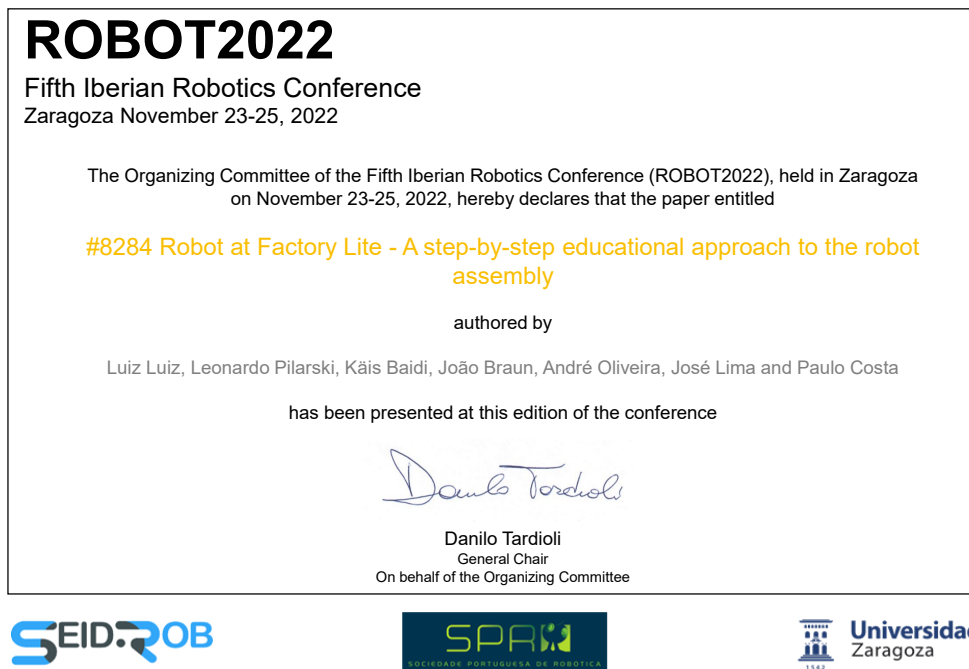 ROBOT2022
Fifth Iberian Robotics Conference
Zaragoza November 23-25, 2022
The Organizing Committee of the Fifth Iberian Robotics Conference (ROBOT2022), held in Zaragoza
on November 23-25, 2022, hereby declares that the paper entitled
#8284 Robot at Factory Lite - A step-by-step educational approach to the robot
assembly
authored by
Luiz Luiz, Leonardo Pilarski, Käis Baidi, João Braun, André Oliveira, José Lima and Paulo Costa
has been presented at this edition of the conference
Danilo Tardioli
Danilo Tardioli
General Chair
On behalf of the Organizing Committee
SEIDROB
SPR
SOCIEDADE PORTUGUESA DE ROBÓTICA
Universidad
Zaragoza
1542